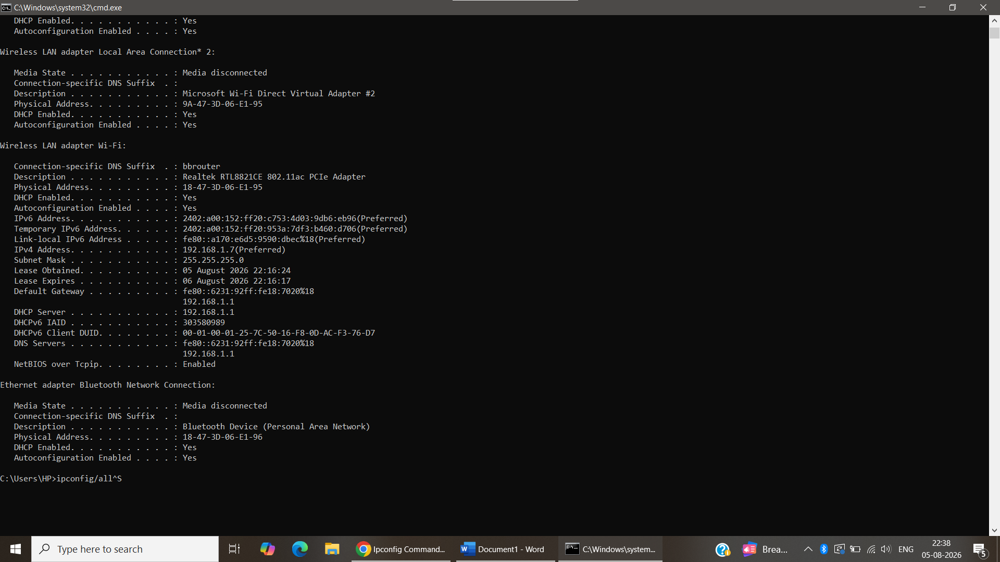 C:\Windows\system32\cmd.exe
   DHCP Enabled. . . . . . . . . . . : Yes
   Autoconfiguration Enabled . . . . : Yes

Wireless LAN adapter Local Area Connection* 2:

   Media State . . . . . . . . . . . : Media disconnected
   Connection-specific DNS Suffix  . :
   Description . . . . . . . . . . . : Microsoft Wi-Fi Direct Virtual Adapter #2
   Physical Address. . . . . . . . . : 9A-47-3D-06-E1-95
   DHCP Enabled. . . . . . . . . . . : Yes
   Autoconfiguration Enabled . . . . : Yes

Wireless LAN adapter Wi-Fi:

   Connection-specific DNS Suffix  . : bbrouter
   Description . . . . . . . . . . . : Realtek RTL8821CE 802.11ac PCIe Adapter
   Physical Address. . . . . . . . . : 18-47-3D-06-E1-95
   DHCP Enabled. . . . . . . . . . . : Yes
   Autoconfiguration Enabled . . . . : Yes
   IPv6 Address. . . . . . . . . . . : 2402:a00:152:ff20:c753:4d03:9db6:eb96(Preferred)
   Temporary IPv6 Address. . . . . . : 2402:a00:152:ff20:953a:7df3:b460:d706(Preferred)
   Link-local IPv6 Address . . . . . : fe80::a170:e6d5:9590:dbec%18(Preferred)
   IPv4 Address. . . . . . . . . . . : 192.168.1.7(Preferred)
   Subnet Mask . . . . . . . . . . . : 255.255.255.0
   Lease Obtained. . . . . . . . . . : 05 August 2026 22:16:24
   Lease Expires . . . . . . . . . . : 06 August 2026 22:16:17
   Default Gateway . . . . . . . . . : fe80::6231:92ff:fe18:7020%18
                                       192.168.1.1
   DHCP Server . . . . . . . . . . . : 192.168.1.1
   DHCPv6 IAID . . . . . . . . . . . : 303580989
   DHCPv6 Client DUID. . . . . . . . : 00-01-00-01-25-7C-50-16-F8-0D-AC-F3-76-D7
   DNS Servers . . . . . . . . . . . : fe80::6231:92ff:fe18:7020%18
                                       192.168.1.1
   NetBIOS over Tcpip. . . . . . . . : Enabled

Ethernet adapter Bluetooth Network Connection:

   Media State . . . . . . . . . . . : Media disconnected
   Connection-specific DNS Suffix  . :
   Description . . . . . . . . . . . : Bluetooth Device (Personal Area Network)
   Physical Address. . . . . . . . . : 18-47-3D-06-E1-96
   DHCP Enabled. . . . . . . . . . . : Yes
   Autoconfiguration Enabled . . . . : Yes

C:\Users\HP>ipconfig/all^S
Type here to search
Ipconfig Command...
Document1 - Word
C:\Windows\system...
Brea...
ENG
22:38
05-08-2026
5